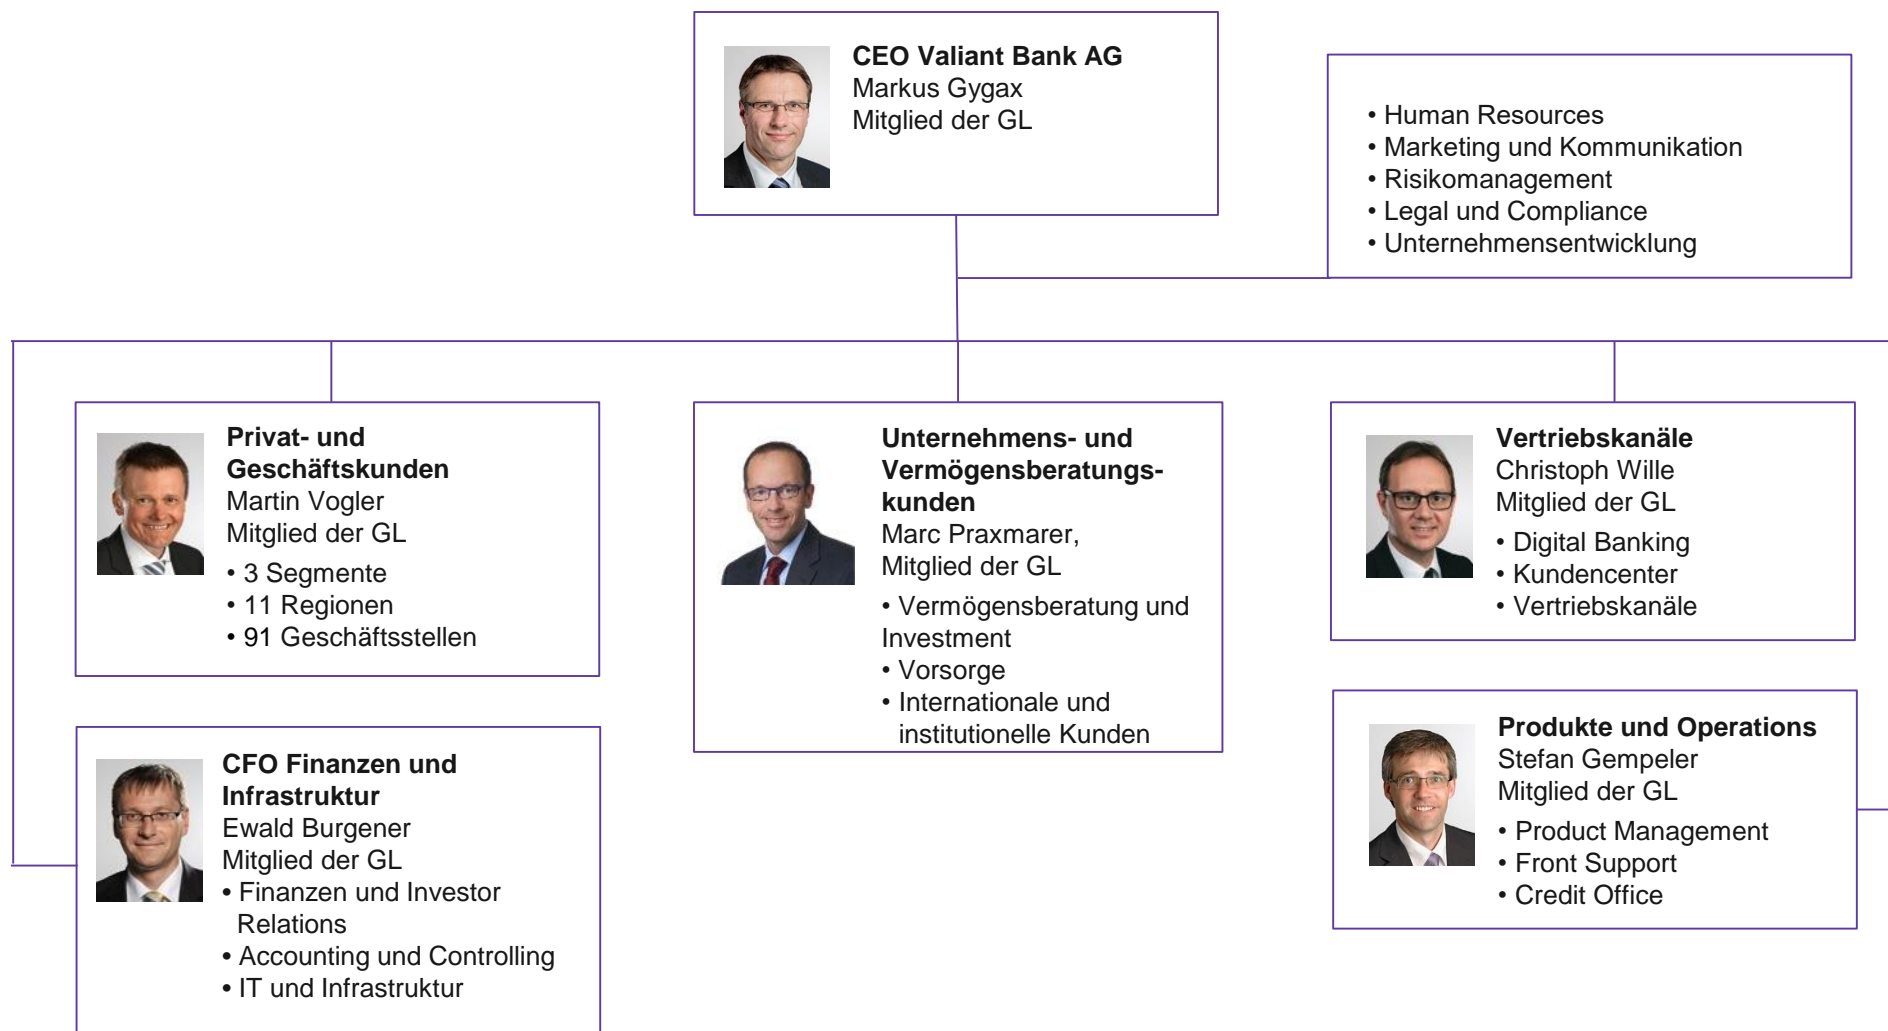 CEO Valiant Bank AG
Markus Gygax
Mitglied der GL
• Human Resources
• Marketing und Kommunikation
• Risikomanagement
• Legal und Compliance
• Unternehmensentwicklung
Privat- und
Geschäftskunden
Martin Vogler
Mitglied der GL
• 3 Segmente
• 11 Regionen
• 91 Geschäftsstellen
Unternehmens- und
Vermögensberatungs-
kunden
Marc Praxmarer,
Mitglied der GL
• Vermögensberatung und
Investment
• Vorsorge
• Internationale und
institutionelle Kunden
Vertriebskanäle
Christoph Wille
Mitglied der GL
• Digital Banking
• Kundencenter
• Vertriebskanäle
CFO Finanzen und
Infrastruktur
Ewald Burgener
Mitglied der GL
• Finanzen und Investor
Relations
• Accounting und Controlling
• IT und Infrastruktur
Produkte und Operations
Stefan Gempeler
Mitglied der GL
• Product Management
• Front Support
• Credit Office